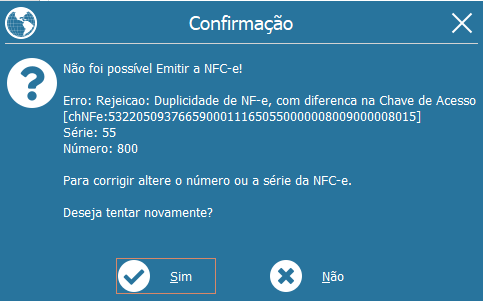 Confirmação
Não foi possível Emitir a NFC-e!
Erro: Rejeicao: Duplicidade de NF-e, com diferenca na Chave de Acesso
[chNFe:53220509376659000111650550000008009000008015]
Série: 55
Número: 800
Para corrigir altere o número ou a série da NFC-e.
Deseja tentar novamente?
Sim
Não